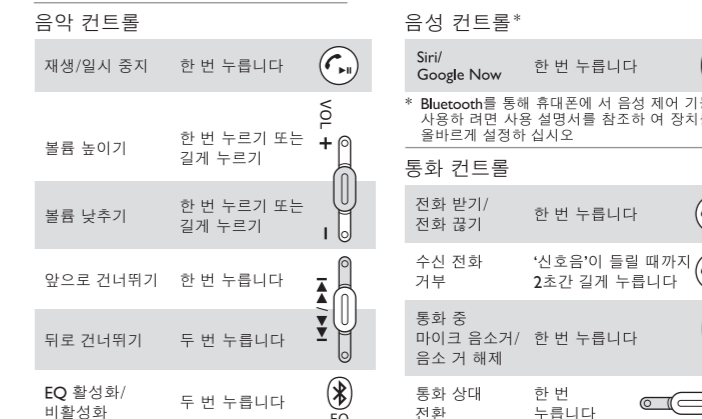 음악 컨트롤
재생/일시 중지 한 번 누릅니다
VOL
볼륨 높이기 한 번 누르기 또는
길게 누르기
+
볼륨 낮추기 한 번 누르기 또는
길게 누르기
-
앞으로 건너뛰기 한 번 누릅니다
뒤로 건너뛰기 두 번 누릅니다
EQ 활성화/
비활성화 두 번 누릅니다
EQ
음성 컨트롤*
Siri/
Google Now 한 번 누릅니다
* Bluetooth를 통해 휴대폰에 서 음성 제어
사용하 려면 사용 설명서를 참조하 여
올바르게 설정하 십시오
통화 컨트롤
전화 받기/
전화 끊기 한 번 누릅니다
수신 전화 '신호음'이 들릴 때까지
거부 2초간 길게 누릅니다
통화 중
마이크 음소거/ 한 번 누릅니다
음소 거 해제
통화 상대 한 번
전환 누릅니다